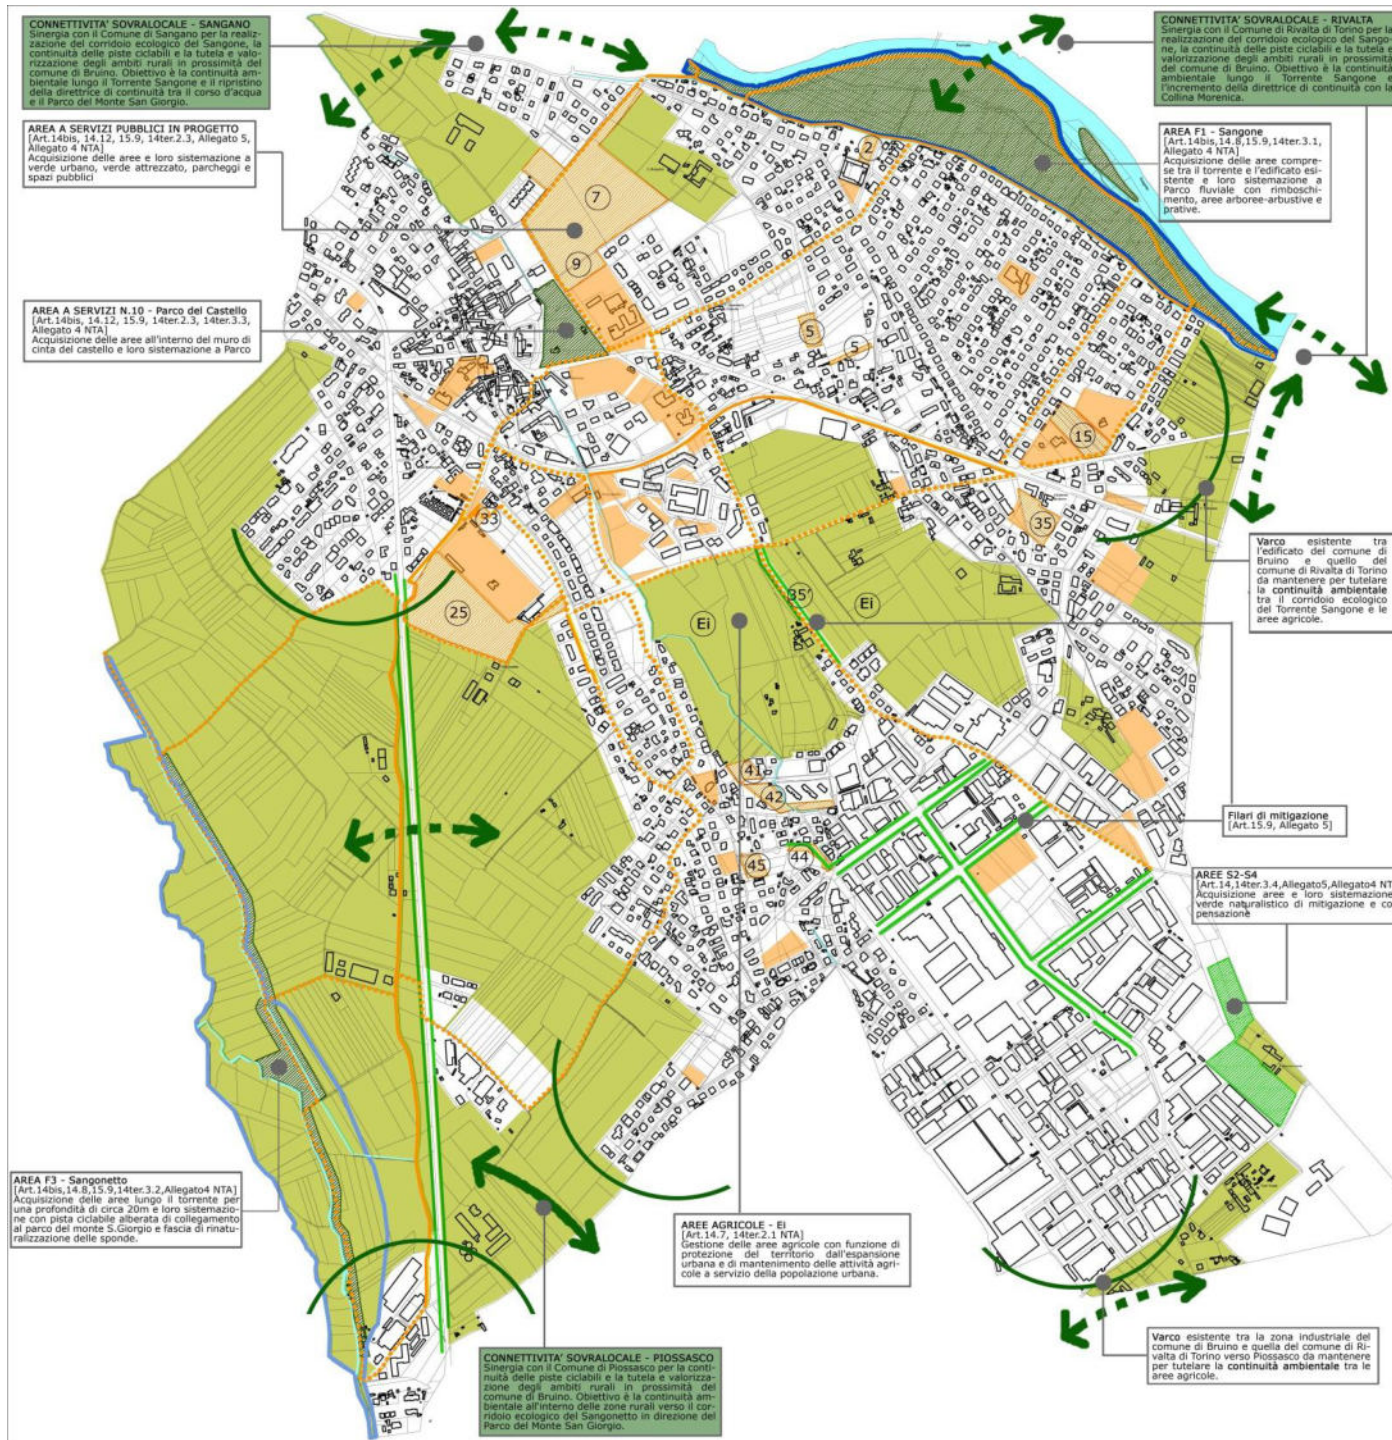 CONNETTIVITA' SOVRALOCALE - SANGANO
Sinergia con il Comune di Sangano per la realiz-
zazione del corridoio ecologico del Sangone, la
continuità delle piste ciclabili e la tutela e valo-
rizzazione degli ambiti rurali in prossimità del
comune di Bruino. Obiettivo è la continuità am-
bientale lungo il Torrente Sangone e il ripristino
della direttrice di continuità tra il corso d'acqua
e il Parco del Monte San Giorgio.
CONNETTIVITA' SOVRALOCALE - RIVALTA
Sinergia con il Comune di Rivalta di Torino per la
realizzazione del corridoio ecologico del Sango-
ne, la continuità delle piste ciclabili e la tutela e
valorizzazione degli ambiti rurali in prossimità
del comune di Bruino. Obiettivo è la continuità
ambientale lungo il Torrente Sangone e
l'incremento della direttrice di continuità con la
Collina Morenica.
AREA A SERVIZI PUBBLICI IN PROGETTO
[Art.14bis, 14.12, 15.9, 14ter.2.3, Allegato 5,
Allegato 4 NTA]
Acquisizione delle aree e loro sistemazione a
verde urbano, verde attrezzato, parcheggi e
spazi pubblici
AREA F1 - Sangone
[Art.14bis,14.8,15.9,14ter.3.1,
Allegato 4 NTA]
Acquisizione delle aree compre-
se tra il torrente e l'edificato esi-
stente e loro sistemazione a
Parco fluviale con rimboschi-
mento, aree arboree-arbustive e
prative.
2
7
9
AREA A SERVIZI N.10 - Parco del Castello
[Art.14bis, 14.12, 15.9, 14ter.2.3, 14ter.3.3,
Allegato 4 NTA]
Acquisizione delle aree all'interno del muro di
cinta del castello e loro sistemazione a Parco
5
5
15
33
35
Varco esistente tra
l'edificato del comune di
Bruino e quello del
comune di Rivalta di Torino
da mantenere per tutelare
la continuità ambientale
tra il corridoio ecologico
del Torrente Sangone e le
aree agricole.
25
35'
Ei
Ei
41
42
45
44
Filari di mitigazione
[Art.15.9, Allegato 5]
AREE S2-S4
[Art.14,14ter.3.4,Allegato5,Allegato4 NT
Acquisizione aree e loro sistemazione
verde naturalistico di mitigazione e co
pensazione
AREA F3 - Sangonetto
[Art.14bis,14.8,15.9,14ter.3.2,Allegato4 NTA]
Acquisizione delle aree lungo il torrente per
una profondità di circa 20m e loro sistemazio-
ne con pista ciclabile alberata di collegamento
al parco del monte S.Giorgio e fascia di rinatu-
ralizzazione delle sponde.
AREE AGRICOLE - Ei
[Art.14.7, 14ter.2.1 NTA]
Gestione delle aree agricole con funzione di
protezione del territorio dall'espansione
urbana e di mantenimento delle attività agri-
cole a servizio della popolazione urbana.
CONNETTIVITA' SOVRALOCALE - PIOSSASCO
Sinergia con il Comune di Piossasco per la conti-
nuità delle piste ciclabili e la tutela e valorizza-
zione degli ambiti rurali in prossimità del
comune di Bruino. Obiettivo è la continuità am-
bientale all'interno delle zone rurali verso il cor-
ridoio ecologico del Sangonetto in direzione del
Parco del Monte San Giorgio.
Varco esistente tra la zona industriale del
comune di Bruino e quella del comune di Ri-
valta di Torino verso Piossasco da mantenere
per tutelare la continuità ambientale tra le
aree agricole.